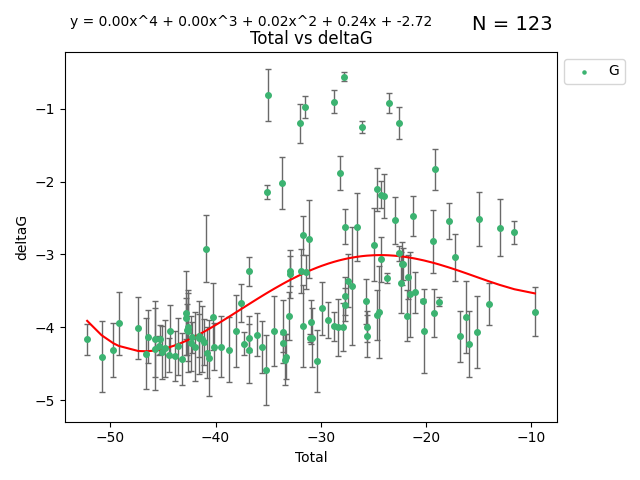 y = 0.00x^4 + 0.00x^3 + 0.02x^2 + 0.24x + -2.72
N = 123
Total vs deltaG
G
deltaG
−1
−2
−3
−4
−5
−50 −40 −30 −20 −10
Total